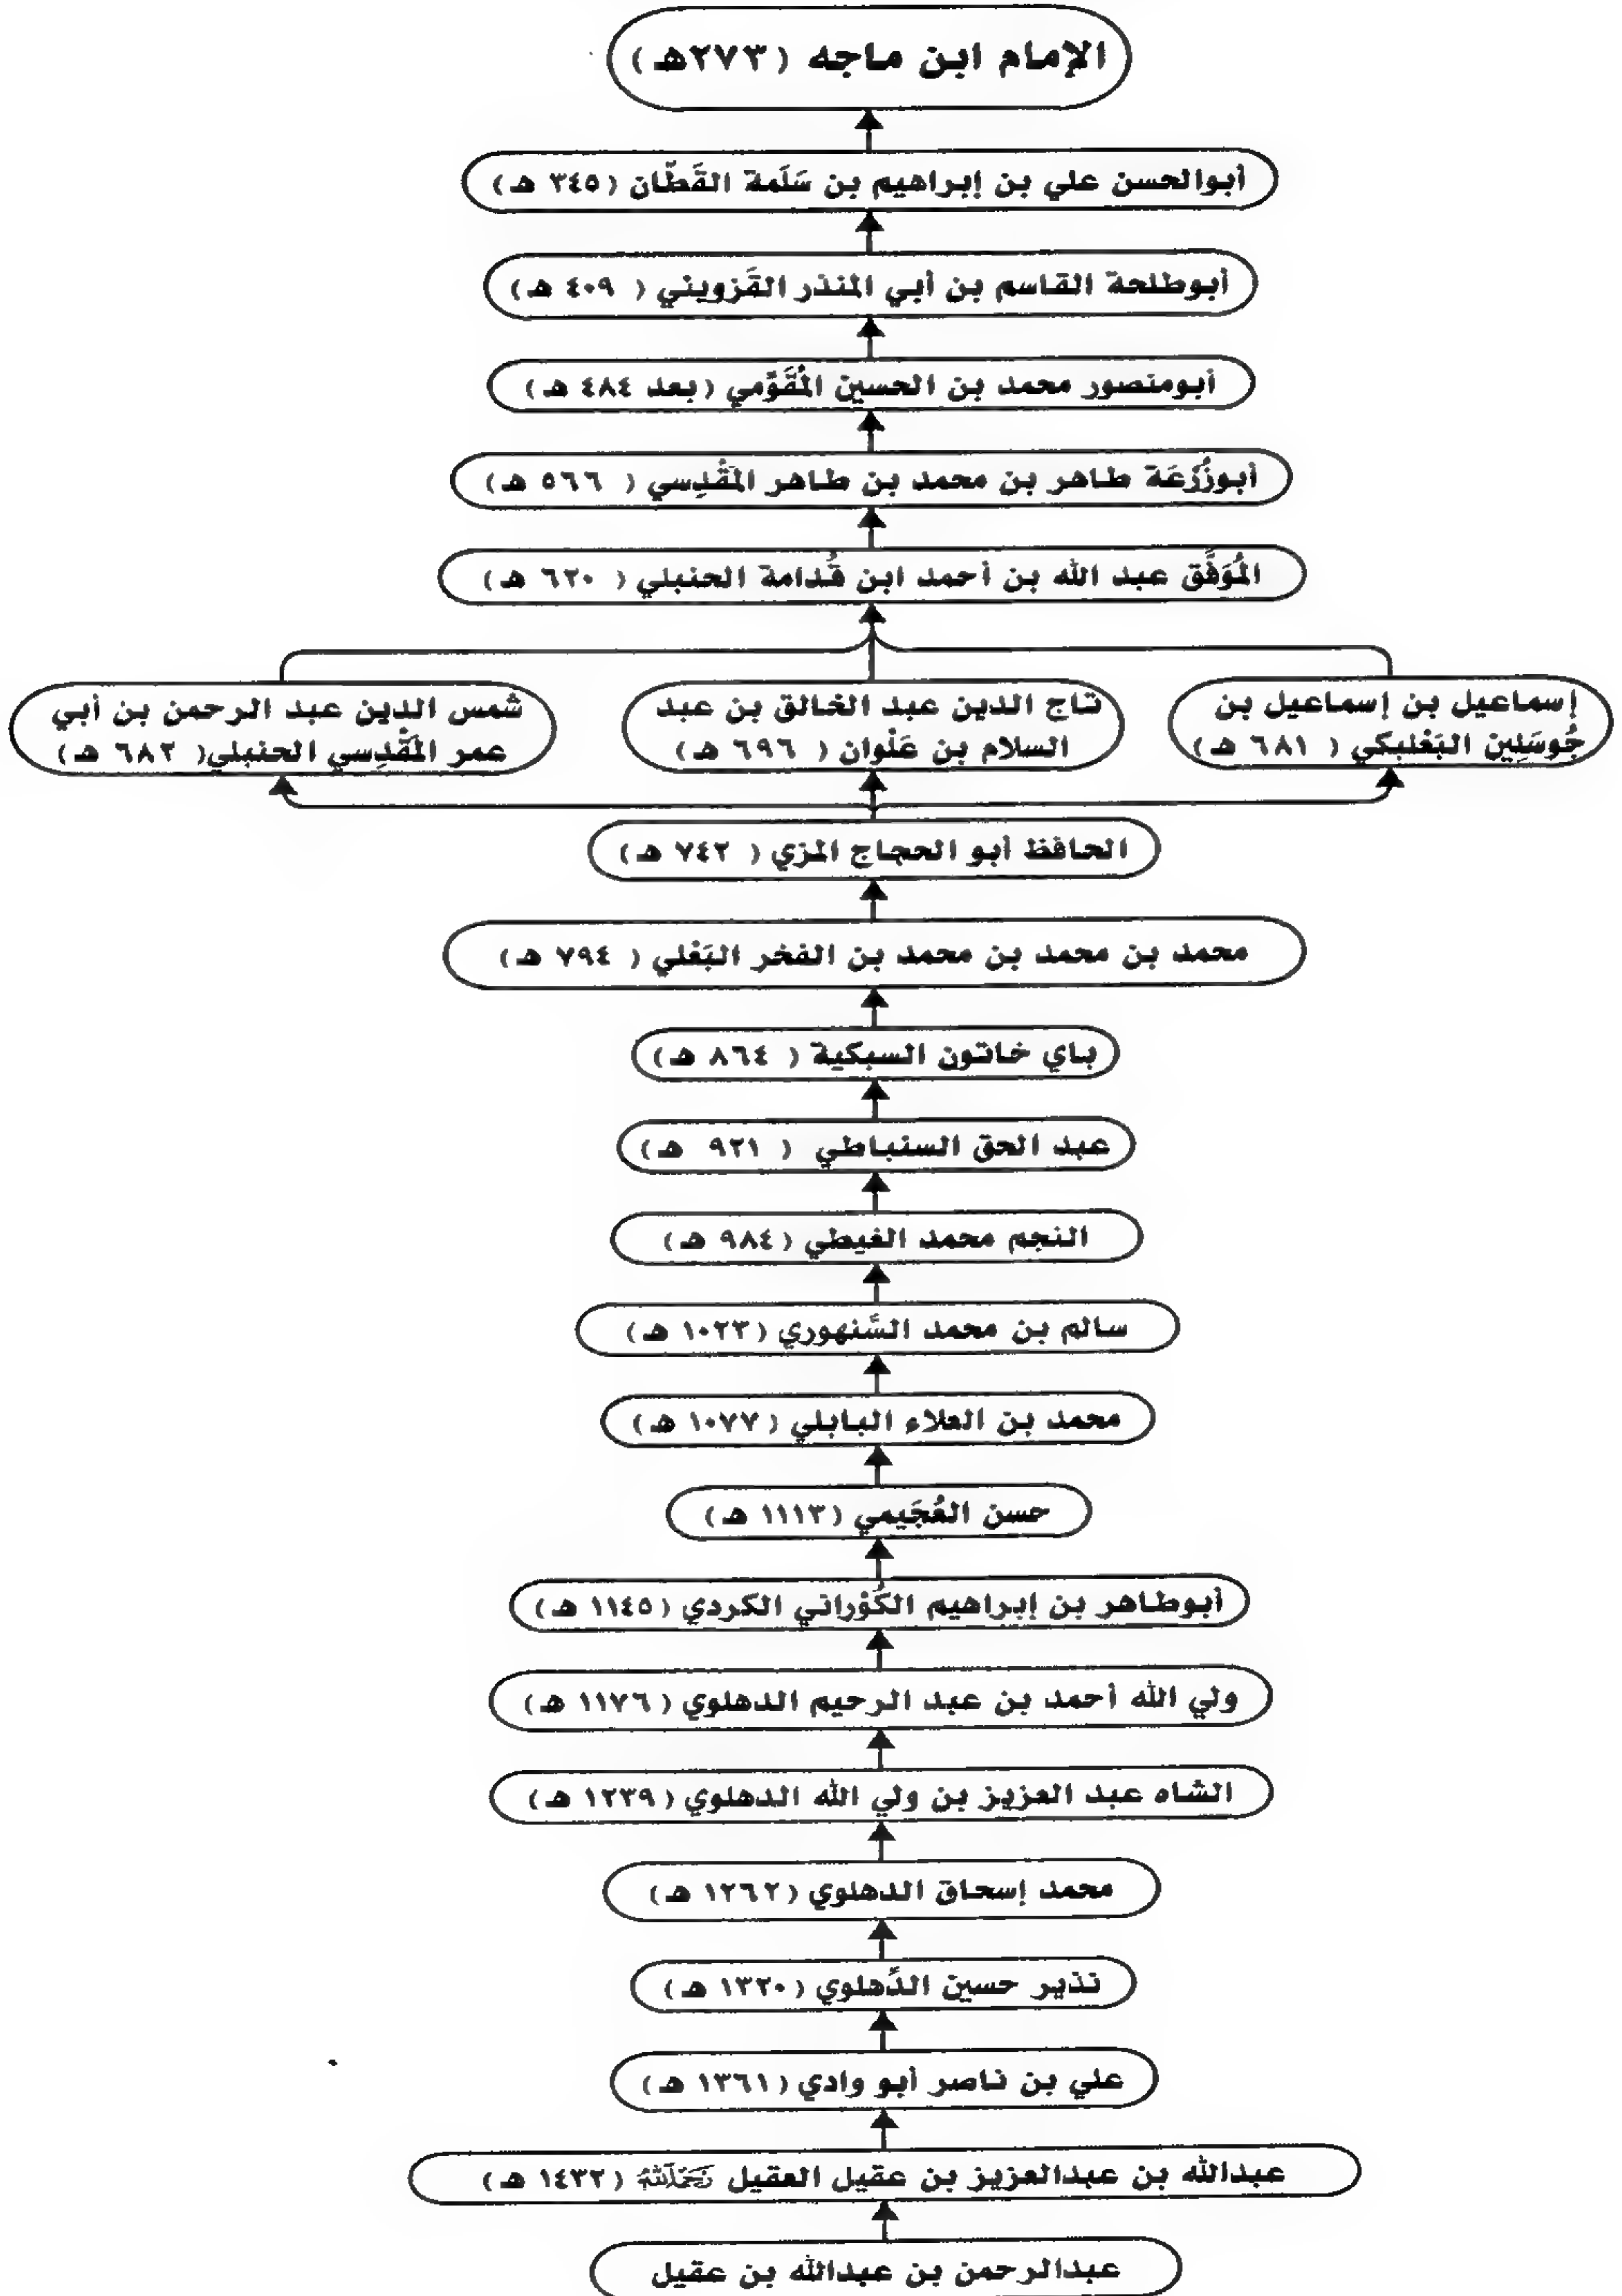 الإمام ابن ماجه (٢٧٣هـ)
أبوالحسن علي بن إبراهيم بن سَلَمة القَطّان (٣٤٥ هـ)
أبوطلحة القاسم بن أبي المنذر القَزويني ( ٤٠٩ هـ)
أبومنصور محمد بن الحسين المُقَوِّمي (بعد ٤٨٤ هـ)
أبوزُرْعَة طاهر بن محمد بن طاهر المَقْدِسي ( ٥٦٦ هـ)
المُوَفَّق عبد الله بن أحمد ابن قُدامة الحنبلي ( ٦٢٠ هـ)
إسماعيل بن إسماعيل بن
جُوسَلِين البَعْلبكي ( ٦٨١ هـ)
تاج الدين عبد الخالق بن عبد
السلام بن عَلْوان ( ٦٩٦ هـ)
شمس الدين عبد الرحمن بن أبي
عمر المَقْدِسي الحنبلي( ٦٨٢ هـ)
الحافظ أبو الحجاج المزي ( ٧٤٢ هـ)
محمد بن محمد بن محمد بن الفخر البَعْلي ( ٧٩٤ هـ)
باي خاتون السبكية ( ٨٦٤ هـ)
عبد الحق السنباطي ( ٩٢١ هـ)
النجم محمد الغيطي (٩٨٤ هـ)
سالم بن محمد السَّنهوري (١٠٢٣ هـ)
محمد بن العلاء البابلي (١٠٧٧ هـ)
حسن العُجَيمي (١١١٣ هـ)
أبوطاهر بن إبراهيم الكُوْراني الكردي (١١٤٥ هـ)
ولي الله أحمد بن عبد الرحيم الدهلوي (١١٧٦ هـ)
الشاه عبد العزيز بن ولي الله الدهلوي (١٢٣٩ هـ)
محمد إسحاق الدهلوي (١٢٦٢ هـ)
نذير حسين الدِّهلوي (١٣٢٠ هـ)
علي بن ناصر أبو وادي (١٣٦١ هـ)
عبدالله بن عبدالعزيز بن عقيل العقيل رَحِمَهُ اللَّهُ (١٤٣٢ هـ)
عبدالرحمن بن عبدالله بن عقيل